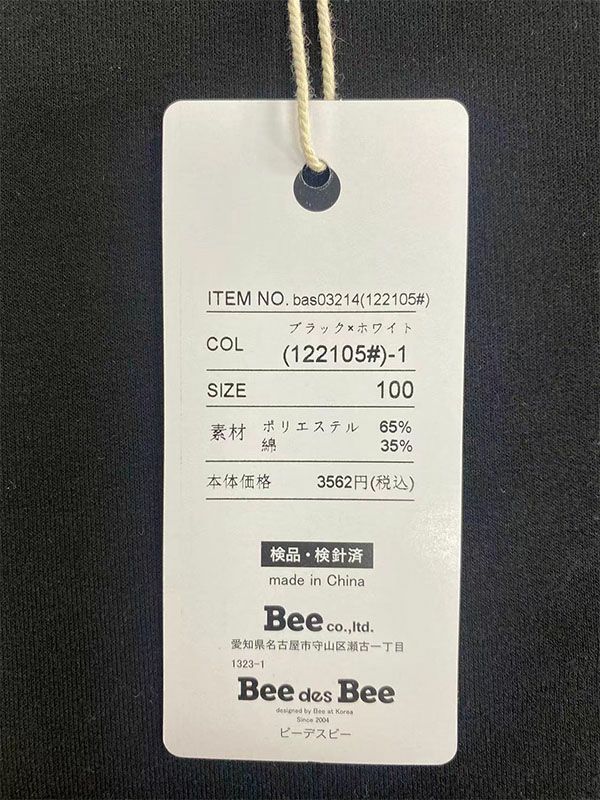 ITEM NO. bas03214(122105#)
ブラック×ホワイト
COL (122105#)-1
SIZE 100
素材 ポリエステル 65%
綿 35%
本体価格 3562円(税込)
検品・検針済
made in China
Bee co.,ltd.
愛知県名古屋市守山区瀬古一丁目
1323-1
Bee des Bee
designed by Bee at Korea
Since 2004
ビーデスビー